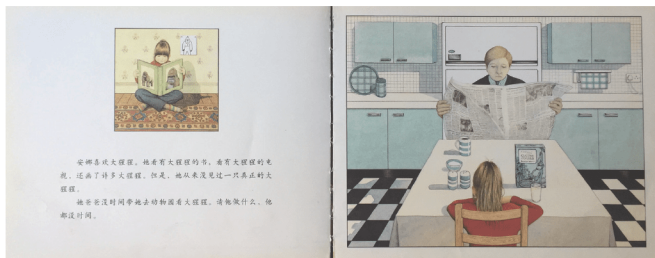 安娜喜欢大猩猩。她看有大猩猩的书，看有大猩猩的电
视，还画了许多大猩猩。但是，她从来没见过一只真正的大
猩猩。
她爸爸没时间带她去动物园看大猩猩。请他做什么，他
都没时间。